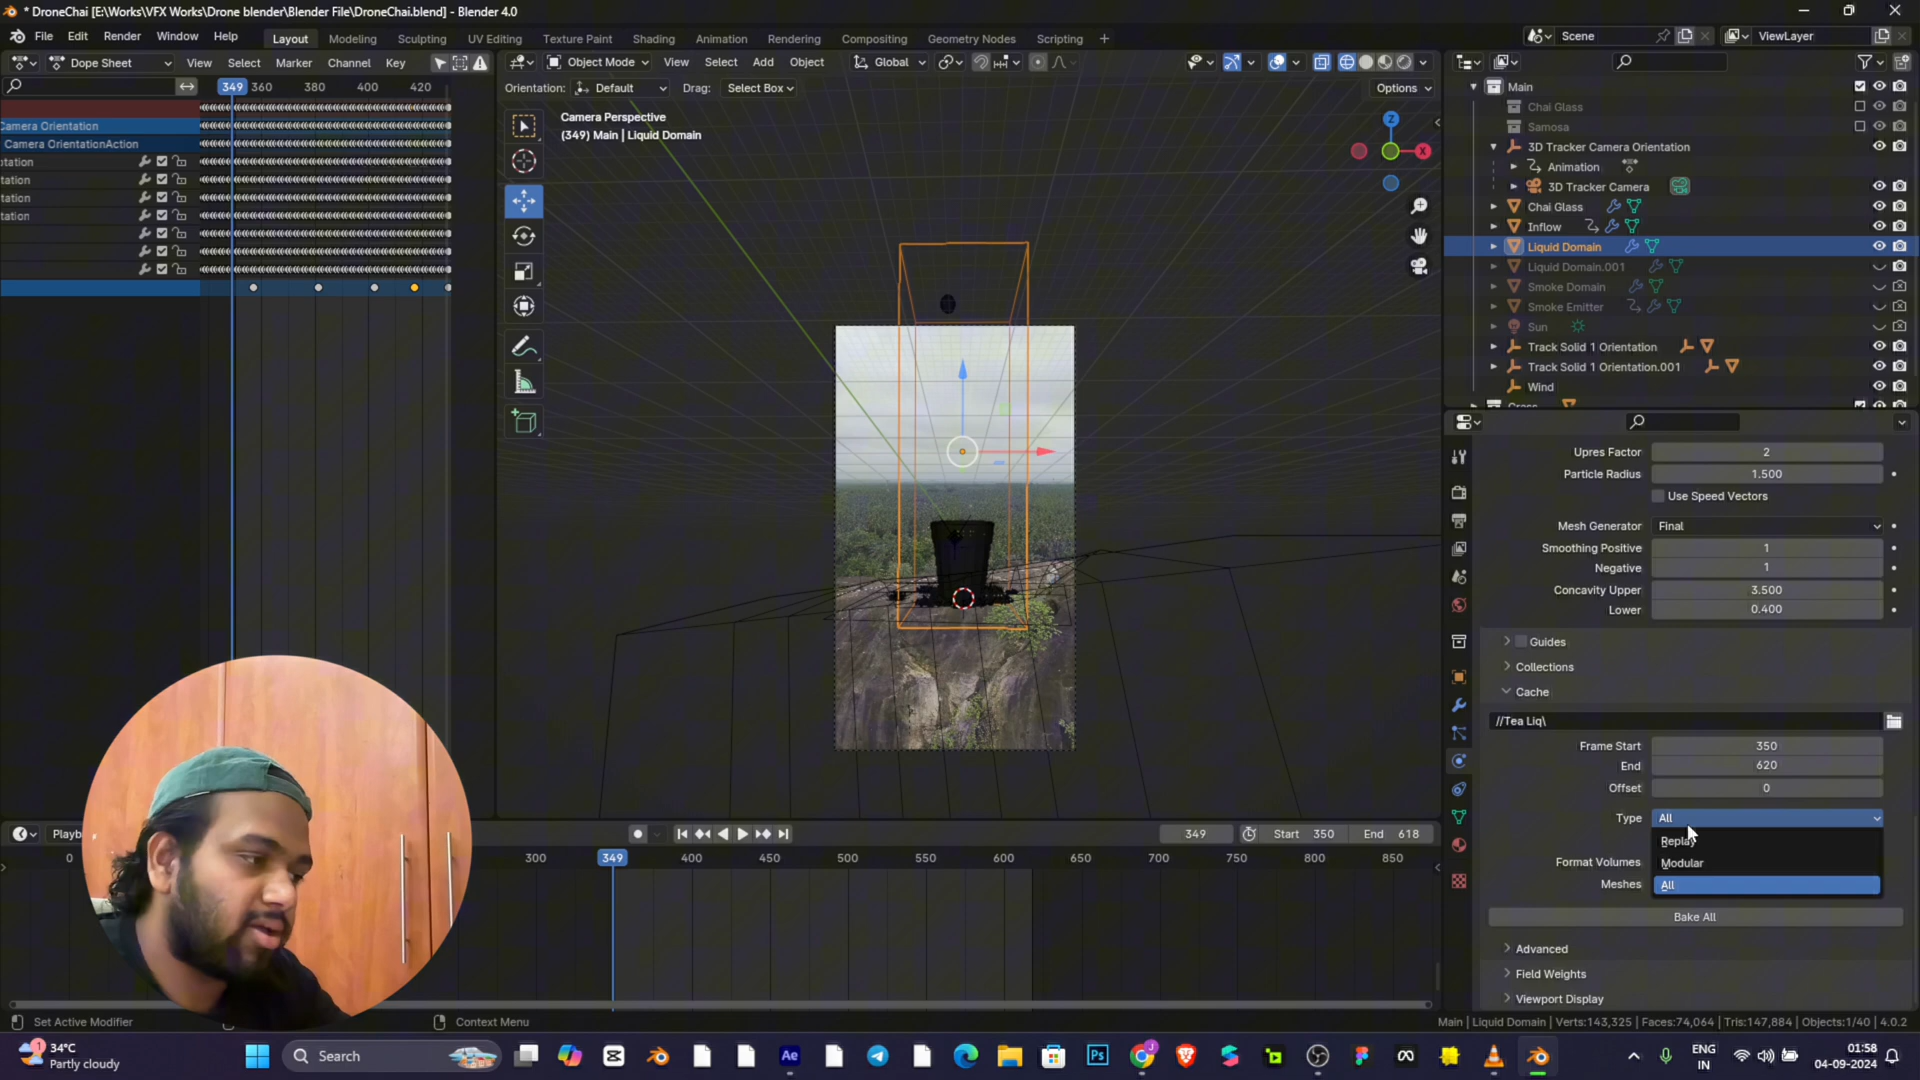 * DroneChai [E:\Works\VFX Works\Drone blender\Blender File\DroneChai.blend] - Blender 4.0
File Edit Render Window Help Layout Modeling Sculpting UV Editing Texture Paint Shading Animation Rendering Compositing Geometry Nodes Scripting + Scene ViewLayer
Dope Sheet View Select Marker Channel Key
349 360 380 400 420
Camera Orientation
Camera OrientationAction
otation
tation
tation
tation
Object Mode View Select Add Object Global
Orientation: Default Drag: Select Box Options
Camera Perspective
(349) Main | Liquid Domain
Z
X
Main
Chai Glass
Samosa
3D Tracker Camera Orientation
Animation
3D Tracker Camera
Chai Glass
Inflow
Liquid Domain
Liquid Domain.001
Smoke Domain
Smoke Emitter
Sun
Track Solid 1 Orientation
Track Solid 1 Orientation.001
Wind
Upres Factor 2
Particle Radius 1.500
Use Speed Vectors
Mesh Generator Final
Smoothing Positive 1
Negative 1
Concavity Upper 3.500
Lower 0.400
Guides
Collections
Cache
//Tea Liq\
Frame Start 350
End 620
Offset 0
Type All
Replay
Format Volumes Modular
Meshes All
Bake All
Advanced
Field Weights
Viewport Display
Playb 349 Start 350 End 618
0 300 349 400 450 500 550 600 650 700 750 800 850
Set Active Modifier Context Menu
Main | Liquid Domain | Verts:143,325 | Faces:74,064 | Tris:147,884 | Objects:1/40 | 4.0.2
1 34°C
Partly cloudy
Search
Ae
Ps
J
ENG
IN
01:58
04-09-2024